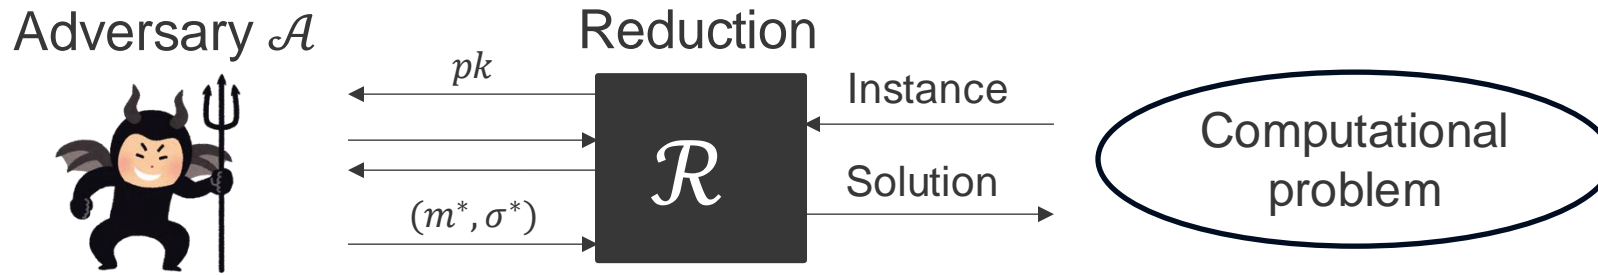 Adversary 𝒜
Reduction
pk
(m*, σ*)
ℛ
Instance
Solution
Computational
problem